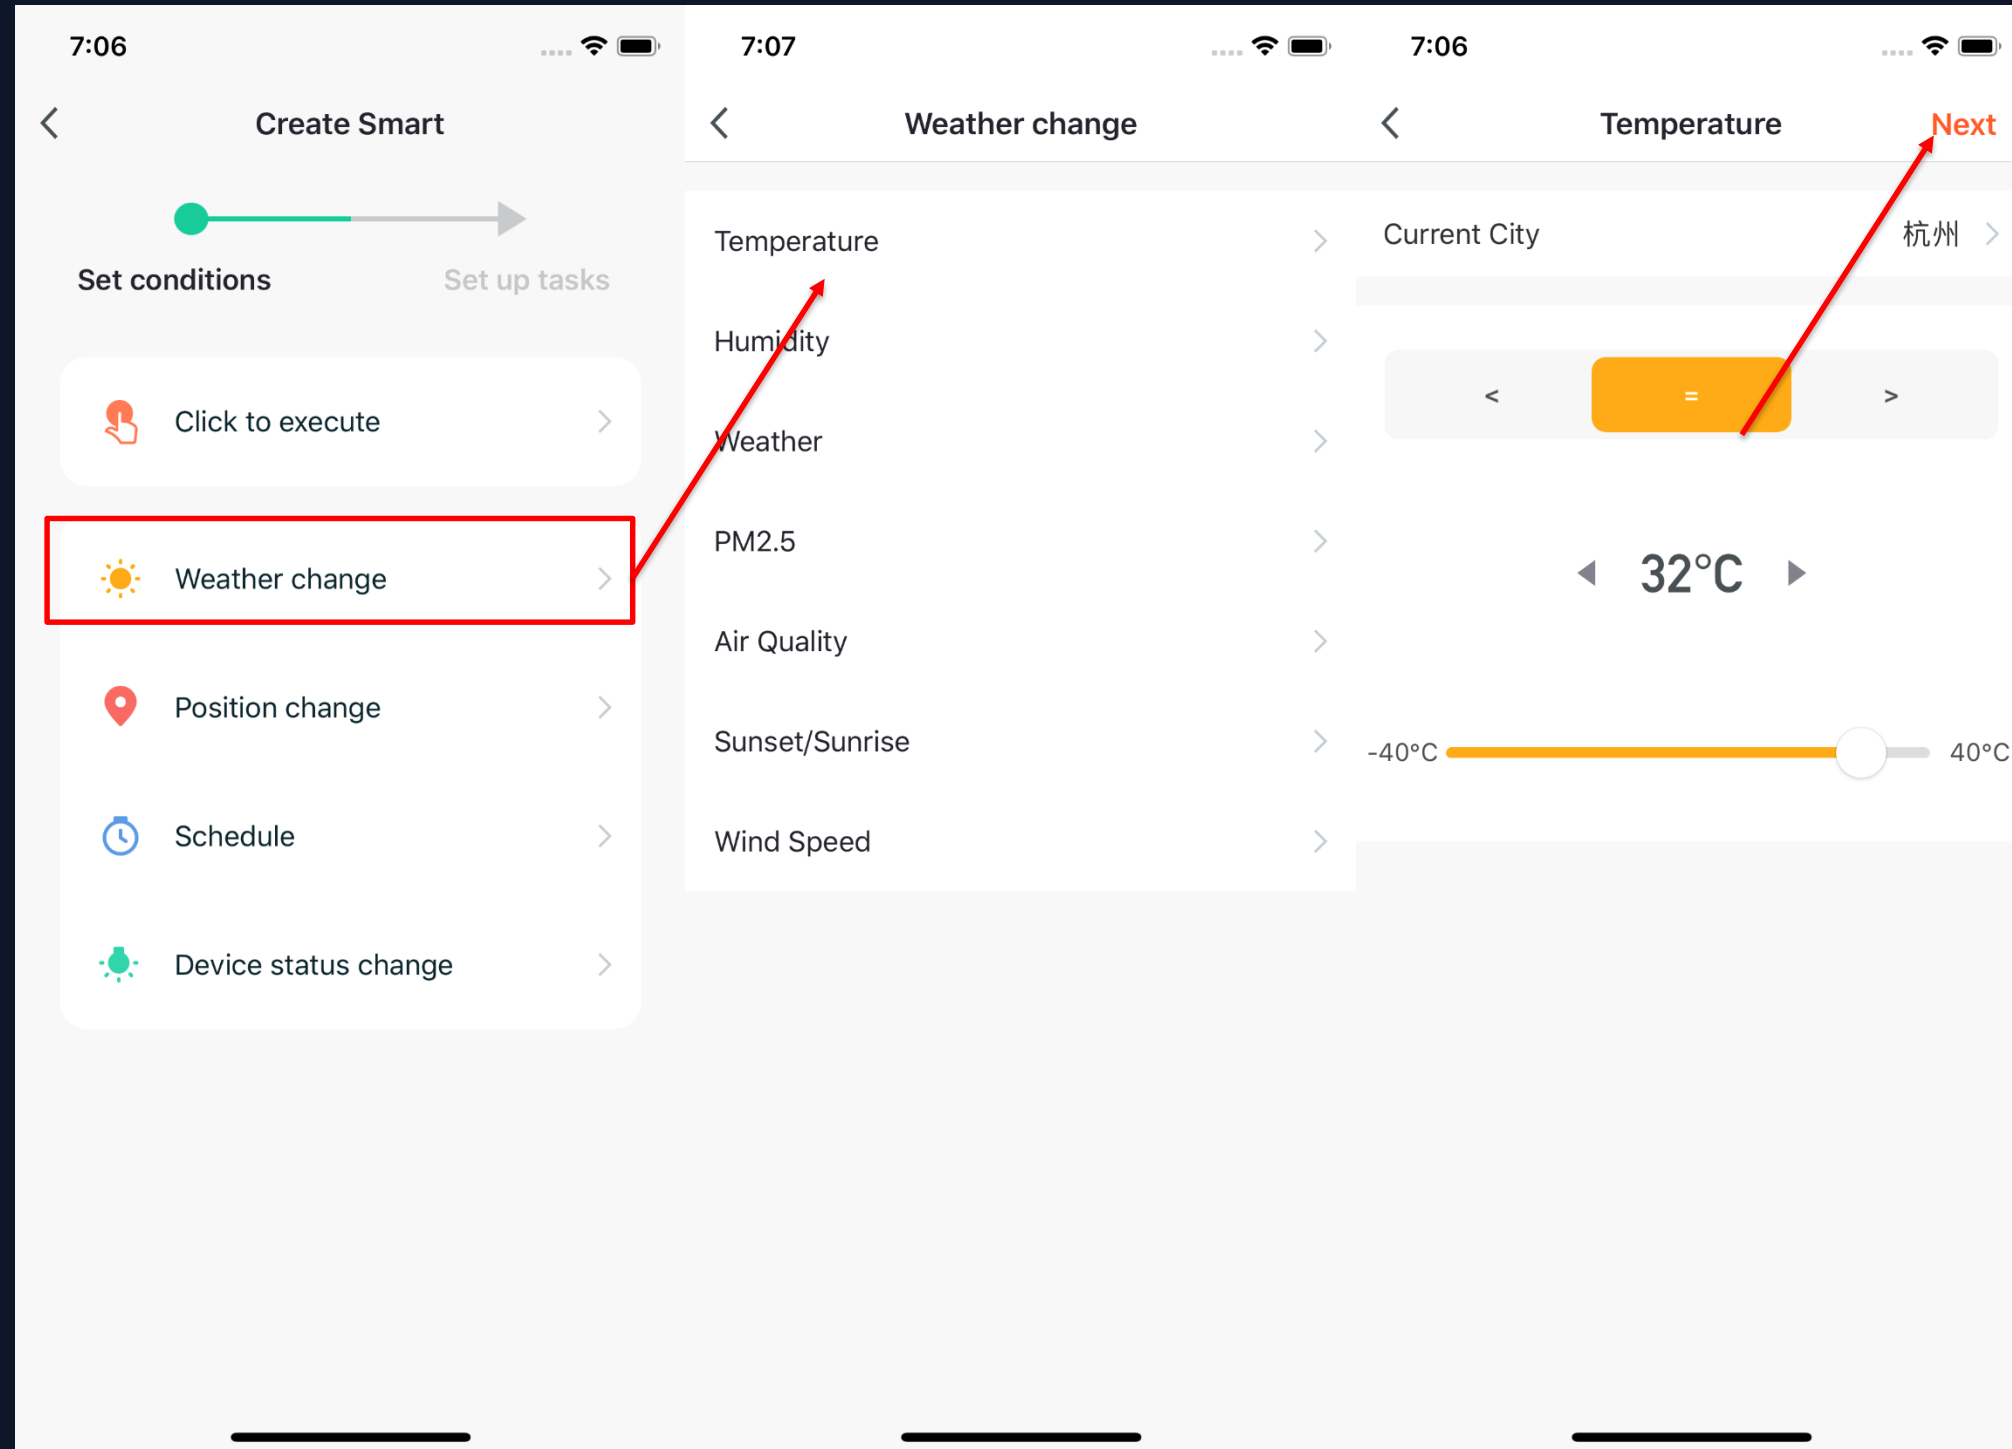 7:06
Create Smart
Set conditions
Set up tasks
Click to execute
Weather change
Position change
Schedule
Device status change
7:07
Weather change
Temperature
Humidity
Weather
PM2.5
Air Quality
Sunset/Sunrise
Wind Speed
7:06
Temperature
Next
Current City
杭州
< = >
32°C
-40°C
40°C